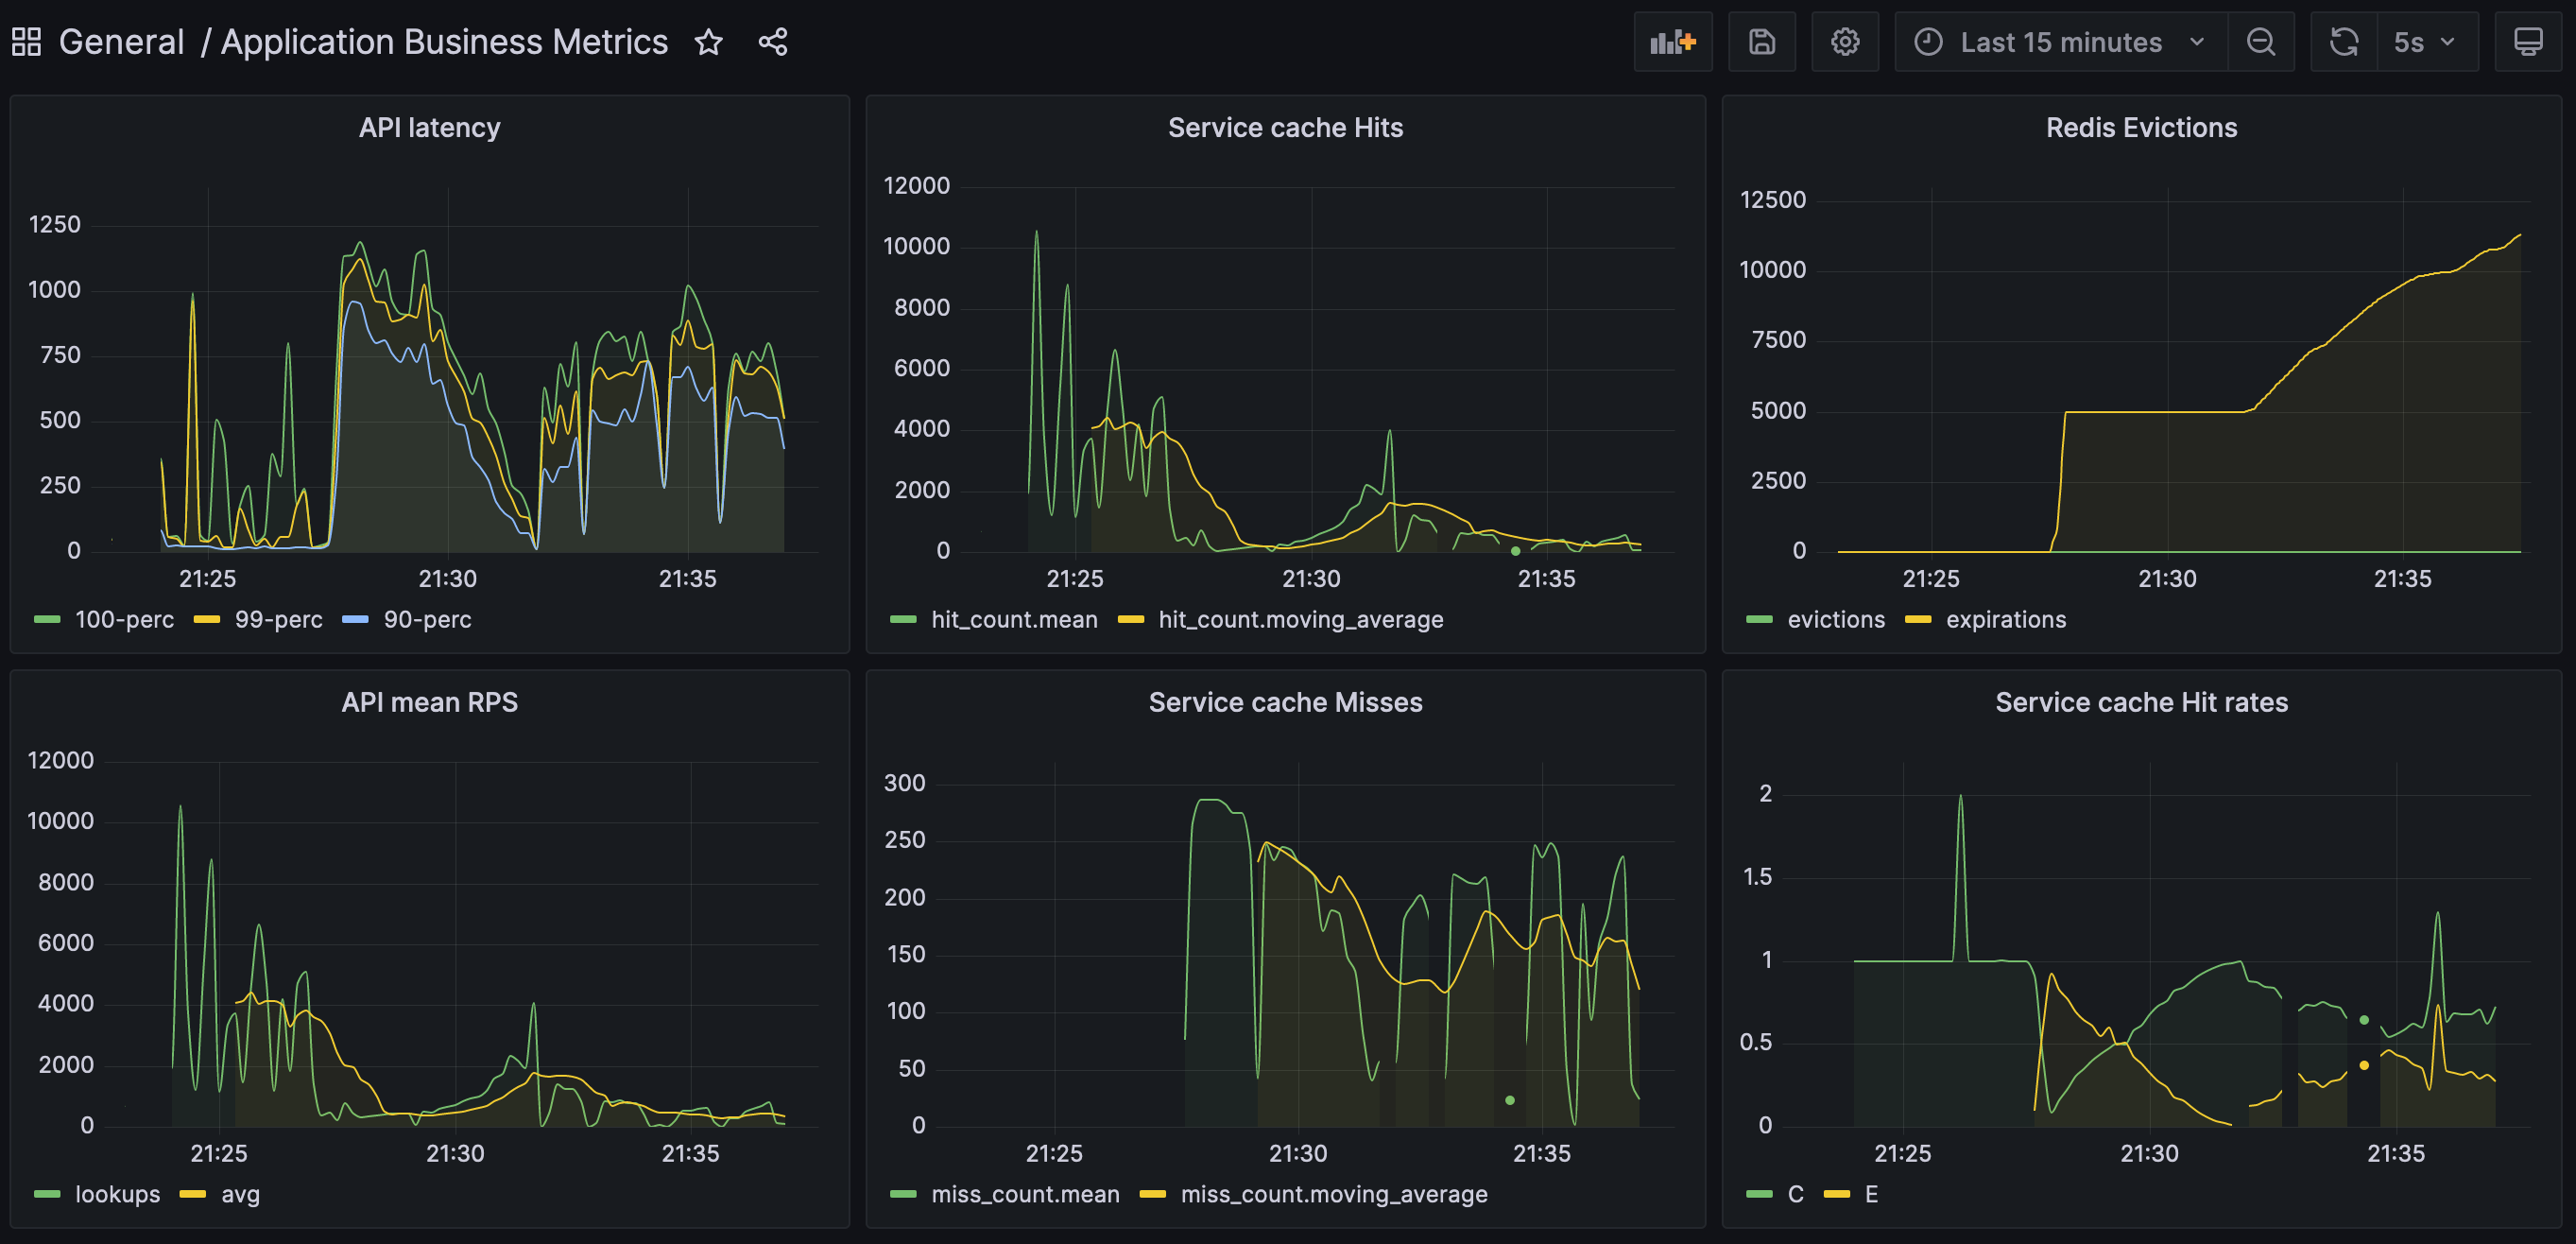 General / Application Business Metrics
Last 15 minutes
5s
API latency
1250
1000
750
500
250
0
21:25 21:30 21:35
100-perc 99-perc 90-perc
Service cache Hits
12000
10000
8000
6000
4000
2000
0
21:25 21:30 21:35
hit_count.mean hit_count.moving_average
Redis Evictions
12500
10000
7500
5000
2500
0
21:25 21:30 21:35
evictions expirations
API mean RPS
12000
10000
8000
6000
4000
2000
0
21:25 21:30 21:35
lookups avg
Service cache Misses
300
250
200
150
100
50
0
21:25 21:30 21:35
miss_count.mean miss_count.moving_average
Service cache Hit rates
2
1.5
1
0.5
0
21:25 21:30 21:35
C E